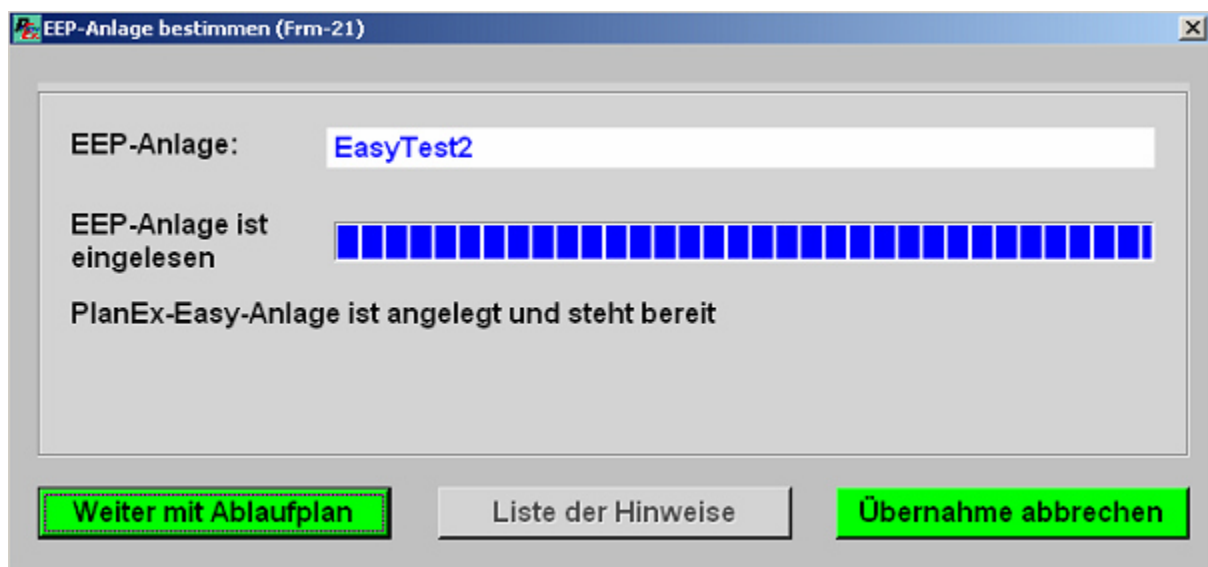 EEP-Anlage bestimmen (Frm-21)
EEP-Anlage: EasyTest2
EEP-Anlage ist
eingelesen
PlanEx-Easy-Anlage ist angelegt und steht bereit
Weiter mit Ablaufplan Liste der Hinweise Übernahme abbrechen